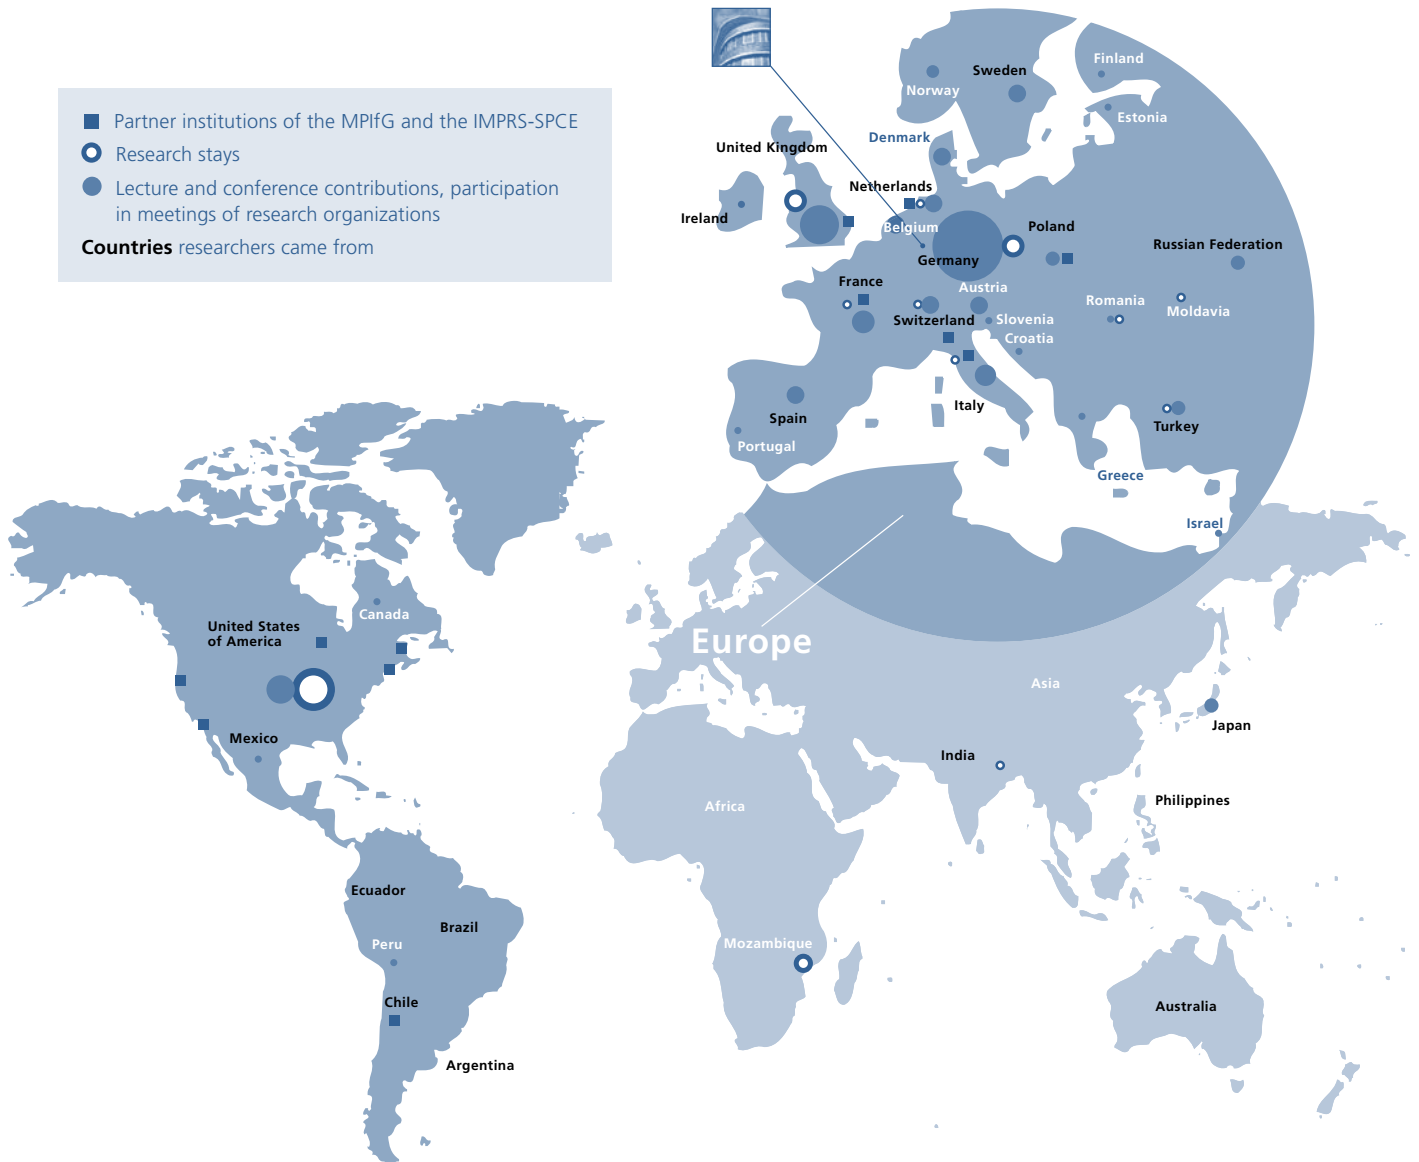 Partner institutions of the MPIfG and the IMPRS-SPCE
Research stays
Lecture and conference contributions, participation
in meetings of research organizations
Countries researchers came from
Finland
Sweden
Norway
Estonia
Denmark
United Kingdom
Netherlands
Ireland
Belgium
Poland
Russian Federation
Germany
France
Austria
Romania
Moldavia
Switzerland
Slovenia
Croatia
Italy
Spain
Turkey
Portugal
Greece
Israel
Canada
United States
of America
Europe
Asia
Mexico
Japan
India
Philippines
Africa
Ecuador
Brazil
Peru
Mozambique
Chile
Australia
Argentina